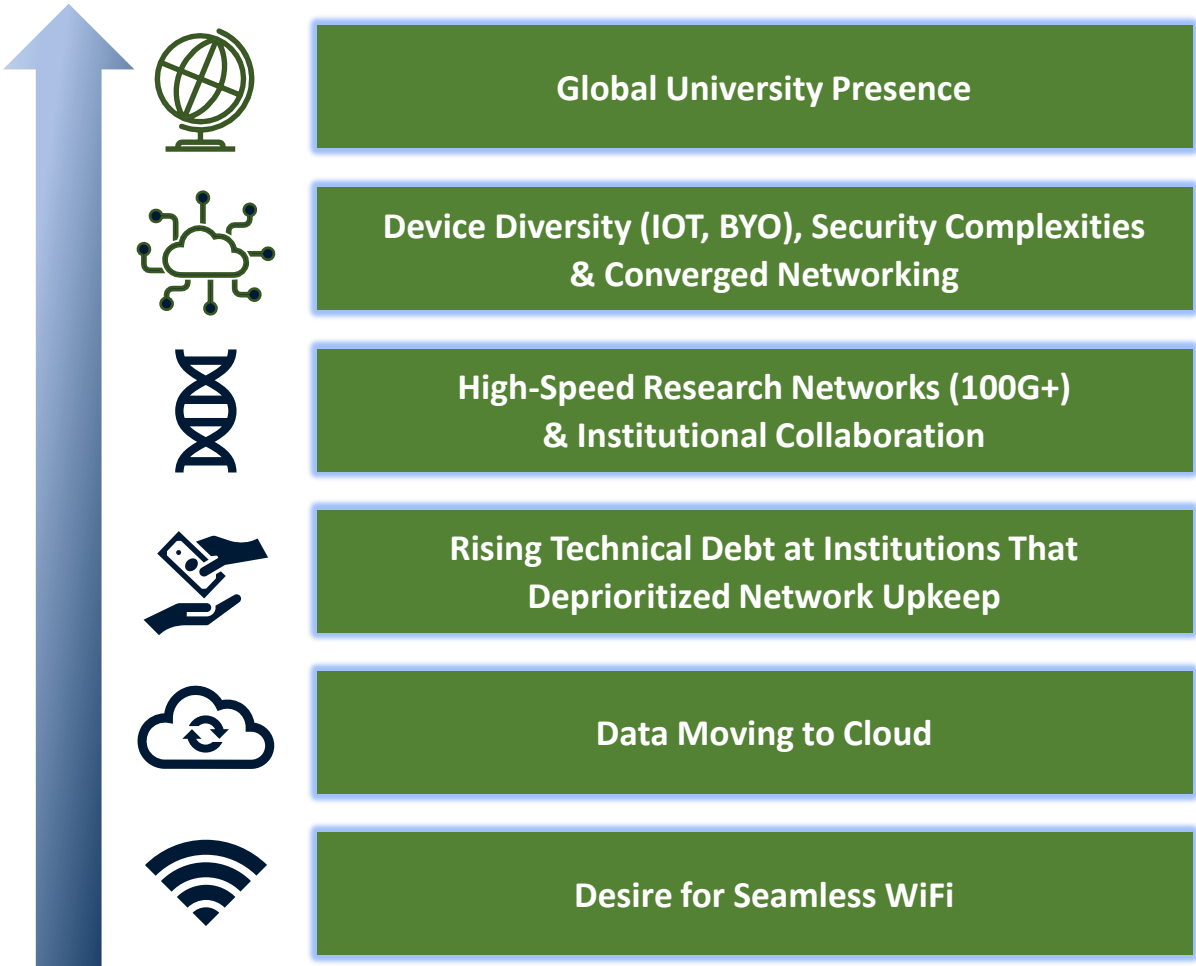 Global University Presence
Device Diversity (IOT, BYO), Security Complexities
& Converged Networking
High-Speed Research Networks (100G+)
& Institutional Collaboration
Rising Technical Debt at Institutions That
Deprioritized Network Upkeep
Data Moving to Cloud
Desire for Seamless WiFi